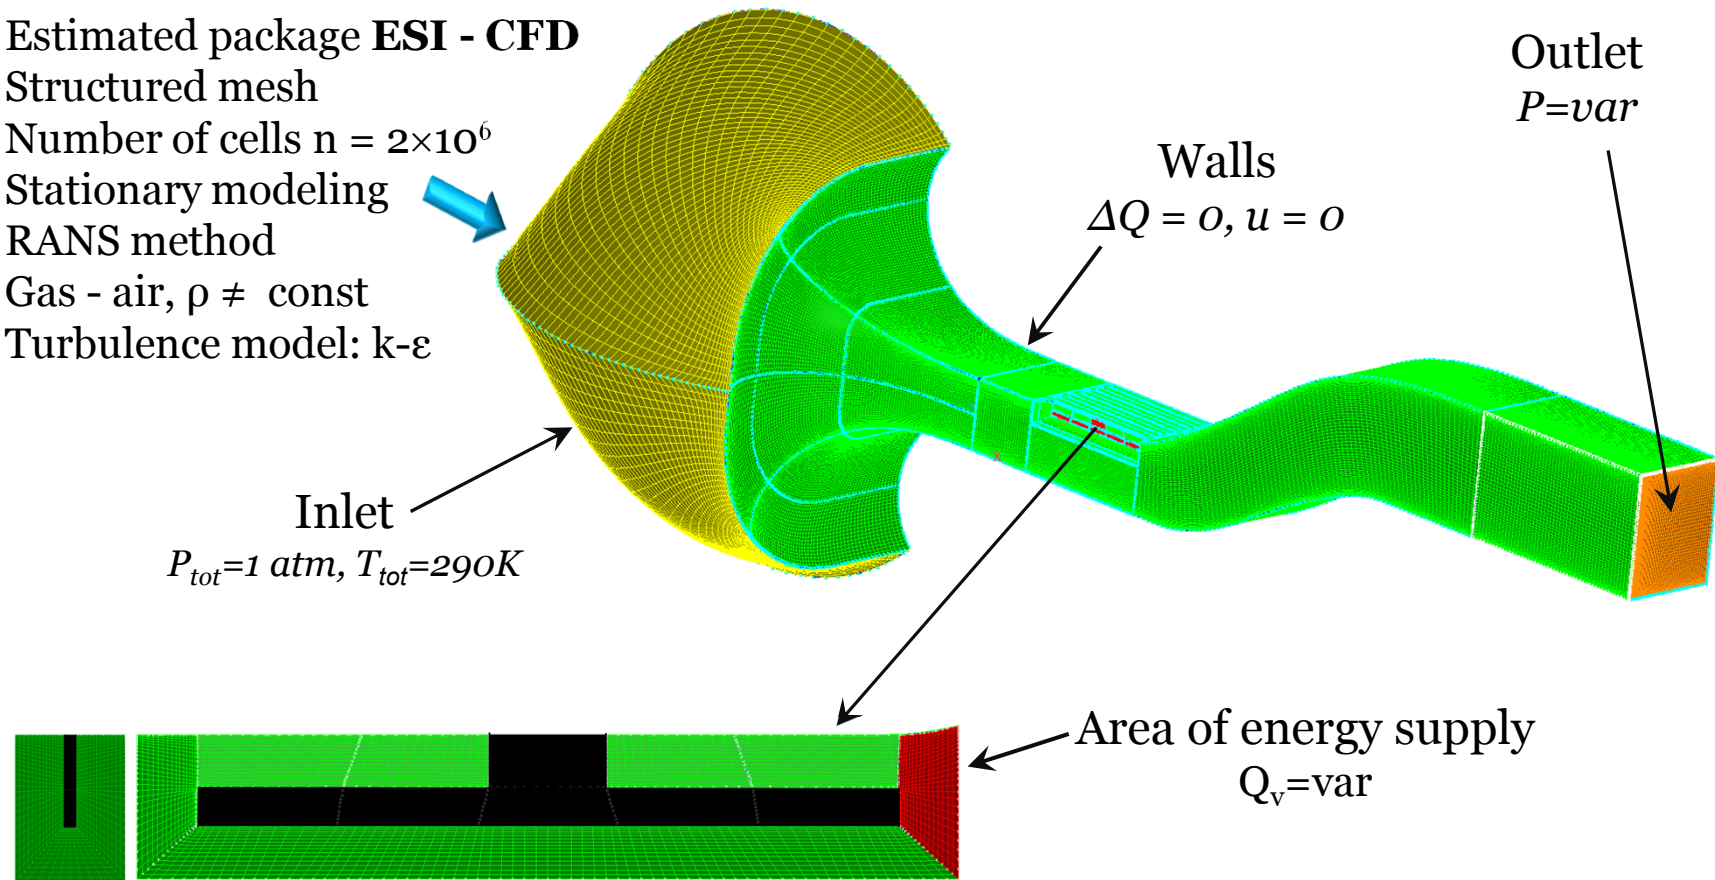 Estimated package ESI - CFD
Structured mesh
Number of cells n = 2×10⁶
Stationary modeling
RANS method
Gas - air, ρ ≠ const
Turbulence model: k-ε
Outlet
P=var
Walls
ΔQ = 0, u = 0
Inlet
P_tot=1 atm, T_tot=290K
x
Area of energy supply
Q_v=var